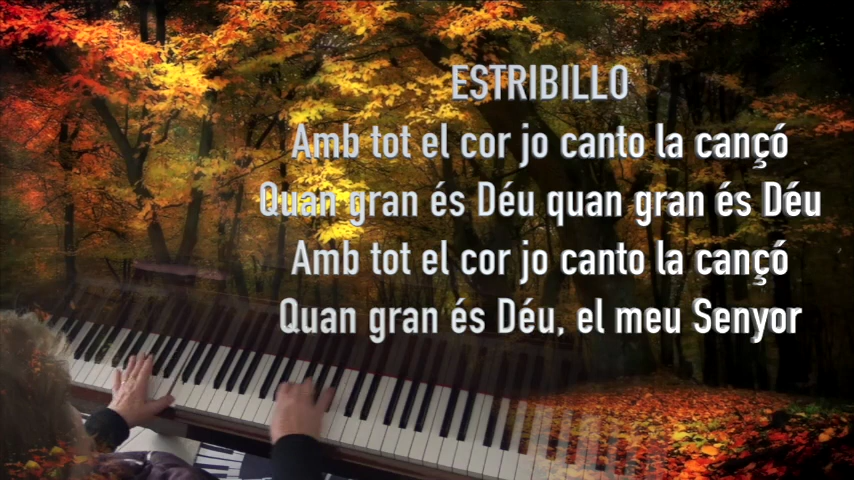 ESTRIBILLO
Amb tot el cor jo canto la cançó
Quan gran és Déu quan gran és Déu
Amb tot el cor jo canto la cançó
Quan gran és Déu, el meu Senyor